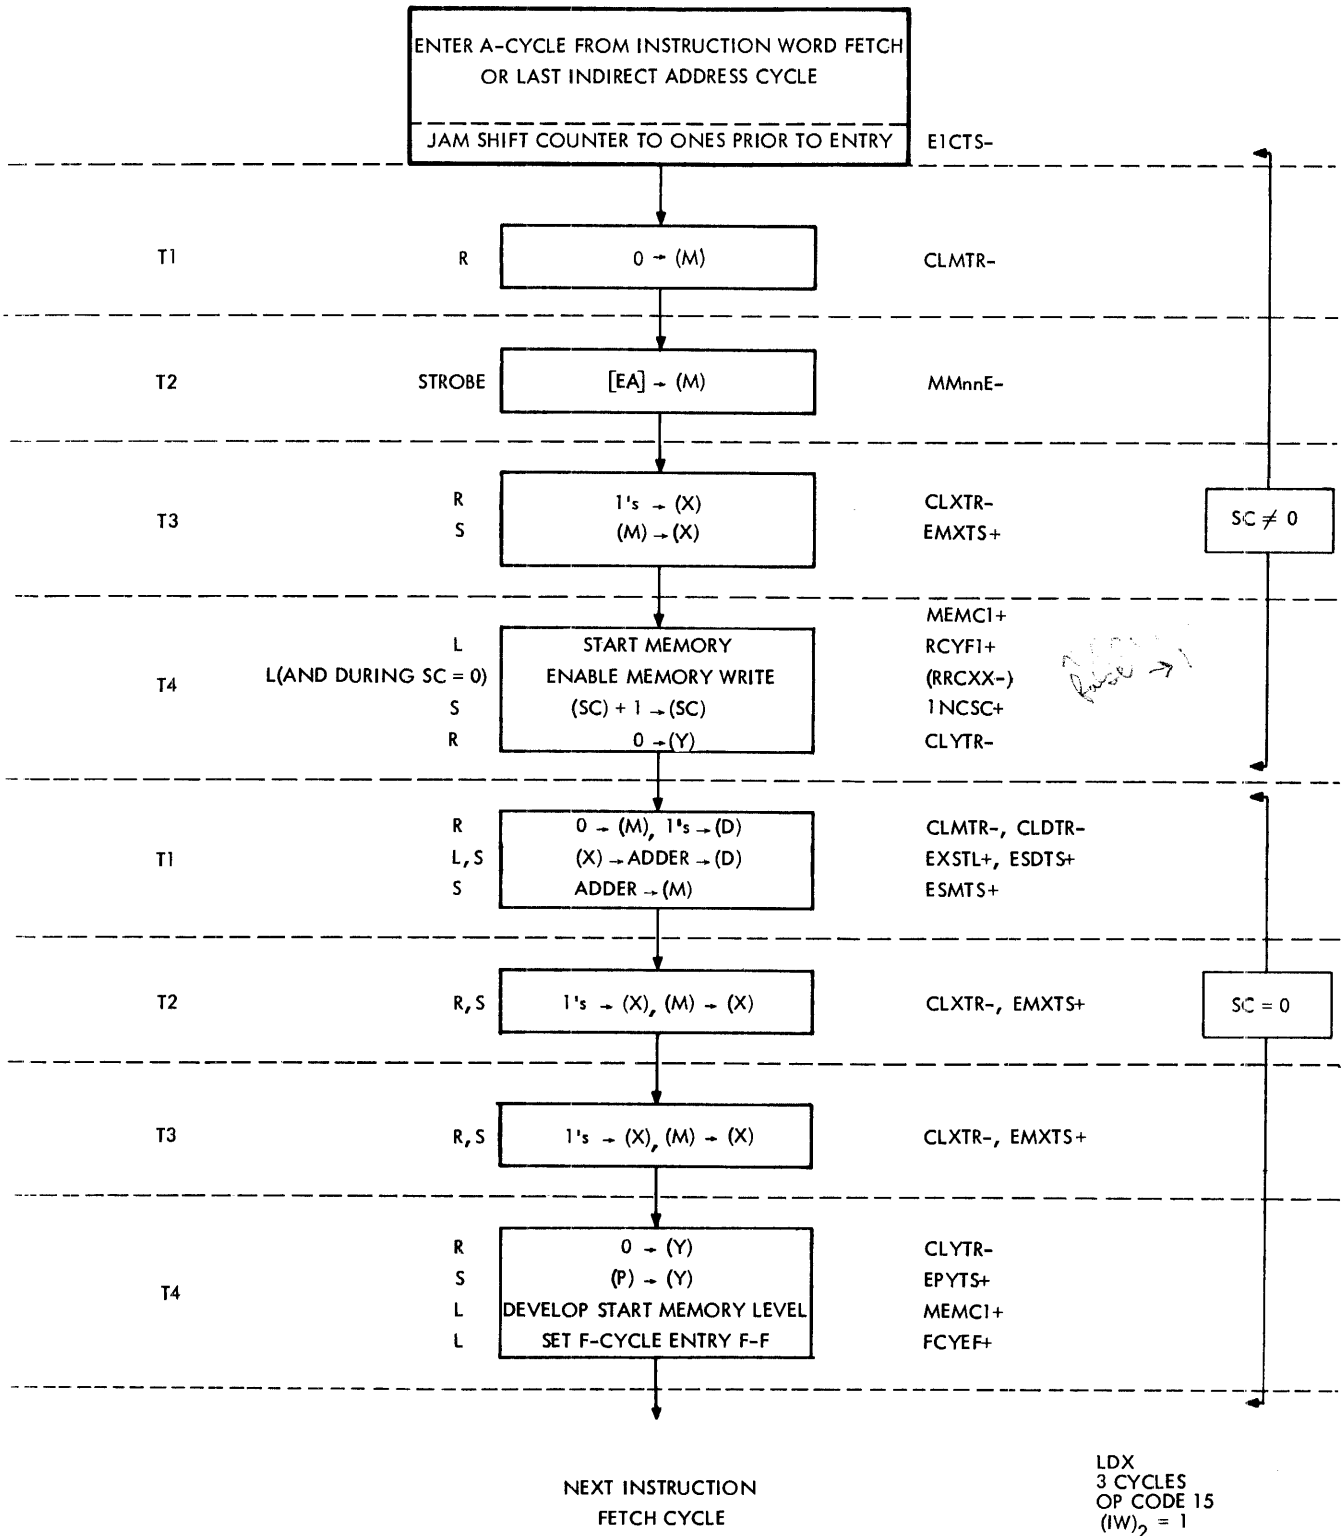 ENTER A-CYCLE FROM INSTRUCTION WORD FETCH
OR LAST INDIRECT ADDRESS CYCLE
JAM SHIFT COUNTER TO ONES PRIOR TO ENTRY E1CTS-
T1 R 0 → (M) CLMTR-
T2 STROBE [EA] → (M) MMnnE-
R 1's → (X) CLXTR-
T3 S (M) → (X) EMXTS+
SC ≠ 0
MEMC1+
L START MEMORY RCYF1+
T4 L(AND DURING SC = 0) ENABLE MEMORY WRITE (RRCXX-)
S (SC) + 1 → (SC) 1NCSC+
R 0 → (Y) CLYTR-
R 0 → (M), 1's → (D) CLMTR-, CLDTR-
T1 L,S (X) → ADDER → (D) EXSTL+, ESDTS+
S ADDER → (M) ESMTS+
T2 R,S 1's → (X), (M) → (X) CLXTR-, EMXTS+
SC = 0
T3 R,S 1's → (X), (M) → (X) CLXTR-, EMXTS+
R 0 → (Y) CLYTR-
S (P) → (Y) EPYTS+
T4 L DEVELOP START MEMORY LEVEL MEMC1+
L SET F-CYCLE ENTRY F-F FCYEF+
NEXT INSTRUCTION
FETCH CYCLE
LDX
3 CYCLES
OP CODE 15
(IW)₂ = 1